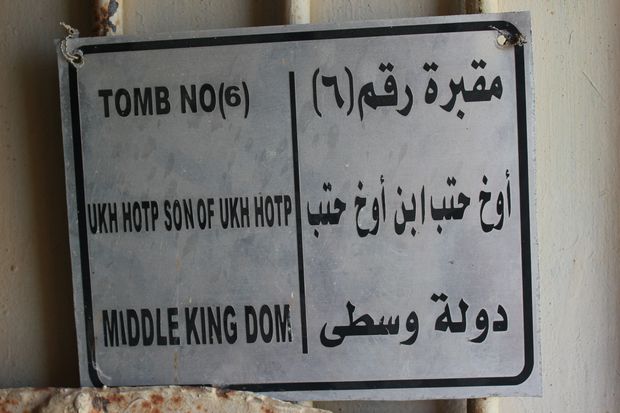 TOMB NO(6)
UKH HOTP SON OF UKH HOTP
MIDDLE KING DOM
مقبرة رقم(٦)
أوخ حتب ابن أوخ حتب
دولة وسطى